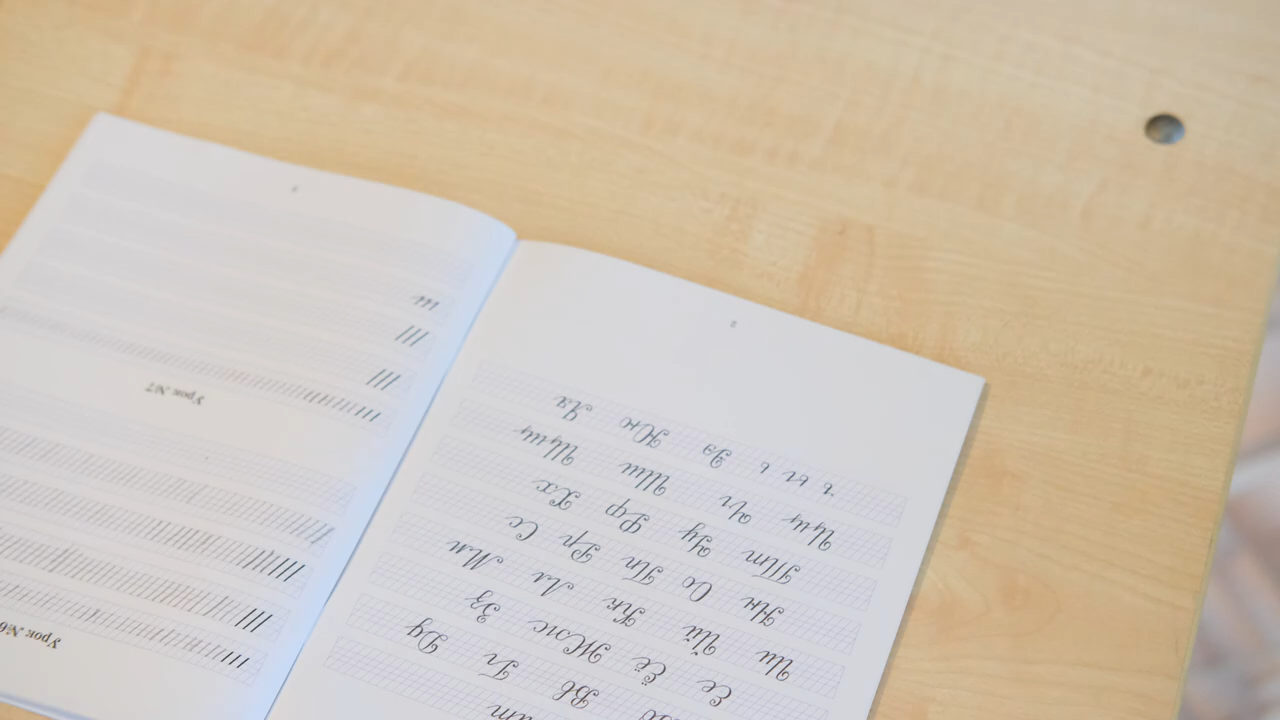 Вв Гг Дд
Ее Ёё Жж Зз
Ии Йй Кк Лл Мм
Нн Оо Пп Рр Сс
Тт Уу Фф Хх
Цц Чч Шш Щщ
ъ ы ь Ээ Юю Яя
2
Урок №6
Урок №7